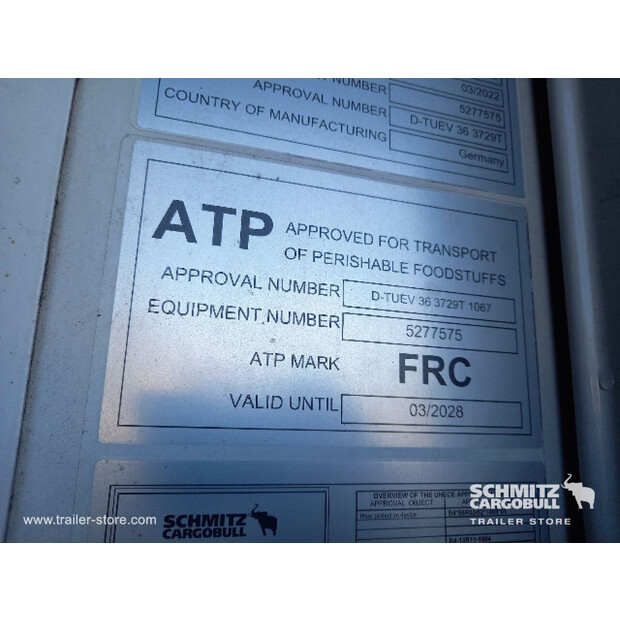 NUMBER 03/2022
APPROVAL NUMBER 5277575
COUNTRY OF MANUFACTURING D-TUEV 36 3729T
Germany
ATP APPROVED FOR TRANSPORT
OF PERISHABLE FOODSTUFFS
APPROVAL NUMBER D-TUEV 36 3729T 1067
EQUIPMENT NUMBER 5277575
ATP MARK FRC
VALID UNTIL 03/2028
OVERVIEW OF THE UNECE
APPROVAL OBJECT
SCHMITZ
CARGOBULL
www.trailer-store.com
SCHMITZ
CARGOBULL
TRAILER STORE